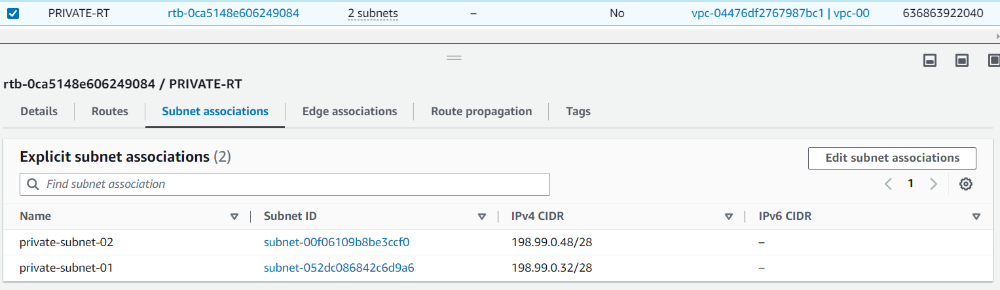 PRIVATE-RT rtb-0ca5148e606249084 2 subnets – No vpc-04476df2767987bc1 | vpc-00 636863922040
rtb-0ca5148e606249084 / PRIVATE-RT
Details Routes Subnet associations Edge associations Route propagation Tags
Explicit subnet associations (2) Edit subnet associations
Find subnet association 1
Name Subnet ID IPv4 CIDR IPv6 CIDR
private-subnet-02 subnet-00f06109b8be3ccf0 198.99.0.48/28 –
private-subnet-01 subnet-052dc086842c6d9a6 198.99.0.32/28 –